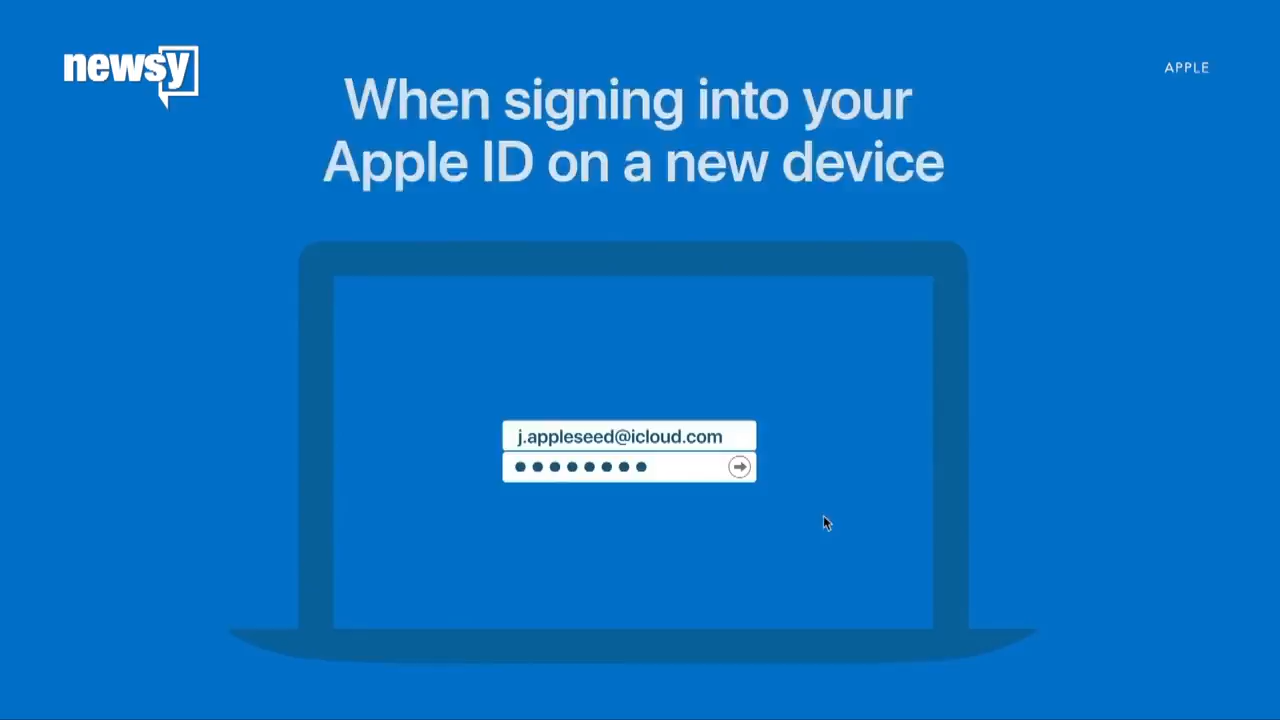 newsy
APPLE
When signing into your
Apple ID on a new device
j.appleseed@icloud.com